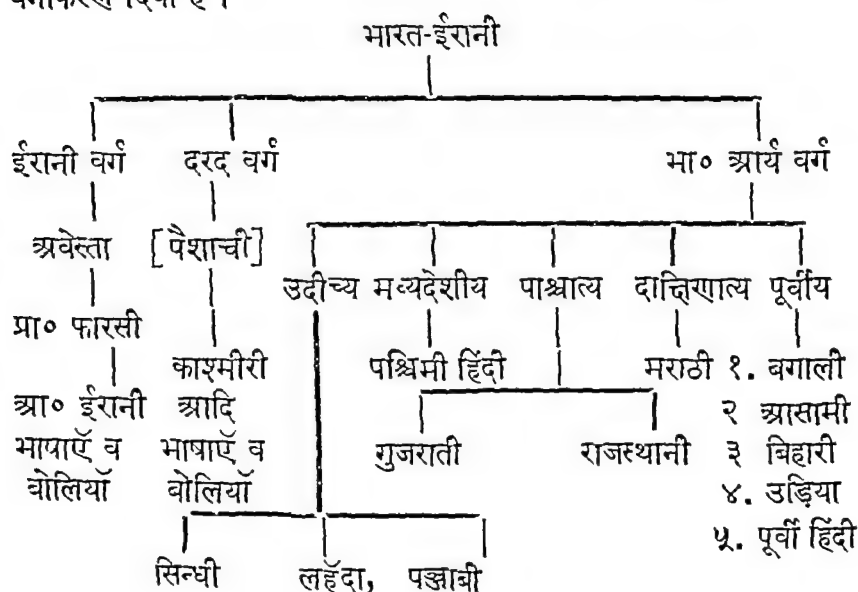 वर्गीकरण दिया है ।
भारत-ईरानी
ईरानी वर्ग दरद वर्ग भा० आर्य वर्ग
अवेस्ता [पैशाची]
उदीच्य मध्यदेशीय पाश्चात्य दाक्षिणात्य पूर्वीय
प्रा० फारसी
काश्मीरी पश्चिमी हिंदी मराठी १. बगाली
आ० ईरानी आदि २ आसामी
भाषाएँ व भाषाएँ व गुजराती राजस्थानी ३ बिहारी
बोलियाँ बोलियाँ ४. उड़िया
५. पूर्वी हिंदी
सिन्धी लहँदा, पञ्जाबी